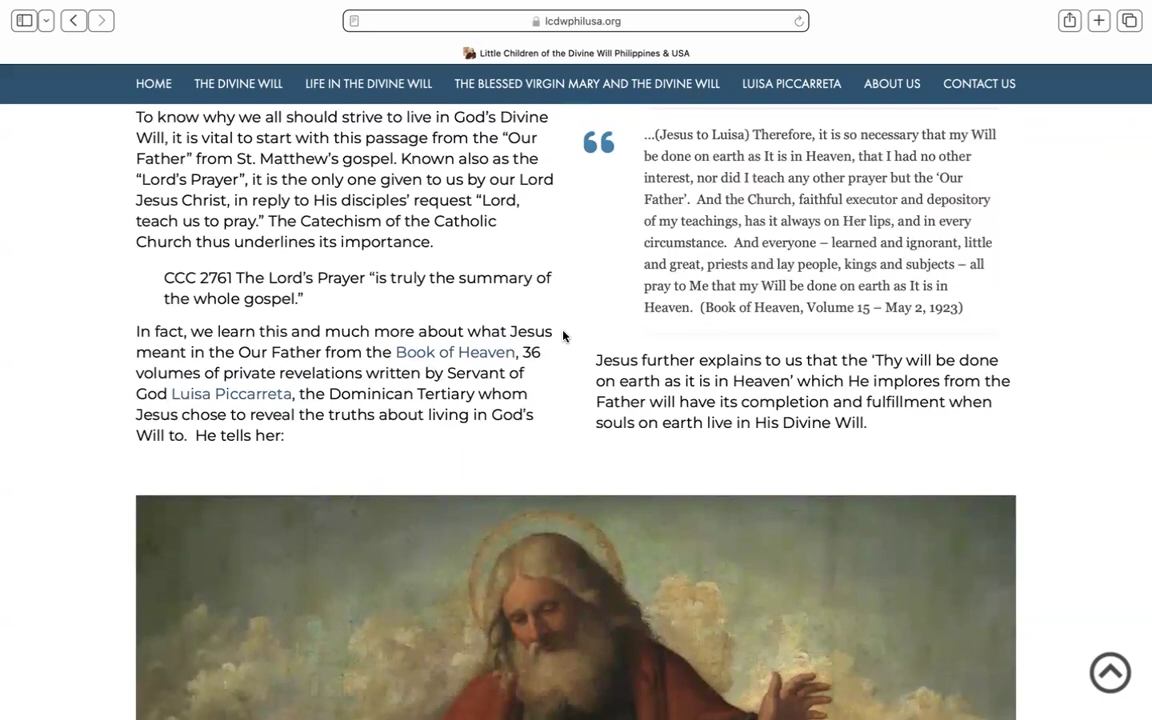 lcdwphilusa.org
Little Children of the Divine Will Philippines & USA
HOME THE DIVINE WILL LIFE IN THE DIVINE WILL THE BLESSED VIRGIN MARY AND THE DIVINE WILL LUISA PICCARRETA ABOUT US CONTACT US
To know why we all should strive to live in God’s Divine
Will, it is vital to start with this passage from the “Our
Father” from St. Matthew’s gospel. Known also as the
“Lord’s Prayer”, it is the only one given to us by our Lord
Jesus Christ, in reply to His disciples’ request “Lord,
teach us to pray.” The Catechism of the Catholic
Church thus underlines its importance.
CCC 2761 The Lord’s Prayer “is truly the summary of
the whole gospel.”
In fact, we learn this and much more about what Jesus
meant in the Our Father from the Book of Heaven, 36
volumes of private revelations written by Servant of
God Luisa Piccarreta, the Dominican Tertiary whom
Jesus chose to reveal the truths about living in God’s
Will to.  He tells her:
“
...(Jesus to Luisa) Therefore, it is so necessary that my Will
be done on earth as It is in Heaven, that I had no other
interest, nor did I teach any other prayer but the ‘Our
Father’.  And the Church, faithful executor and depository
of my teachings, has it always on Her lips, and in every
circumstance.  And everyone – learned and ignorant, little
and great, priests and lay people, kings and subjects – all
pray to Me that my Will be done on earth as It is in
Heaven.  (Book of Heaven, Volume 15 – May 2, 1923)
Jesus further explains to us that the ‘Thy will be done
on earth as it is in Heaven’ which He implores from the
Father will have its completion and fulfillment when
souls on earth live in His Divine Will.